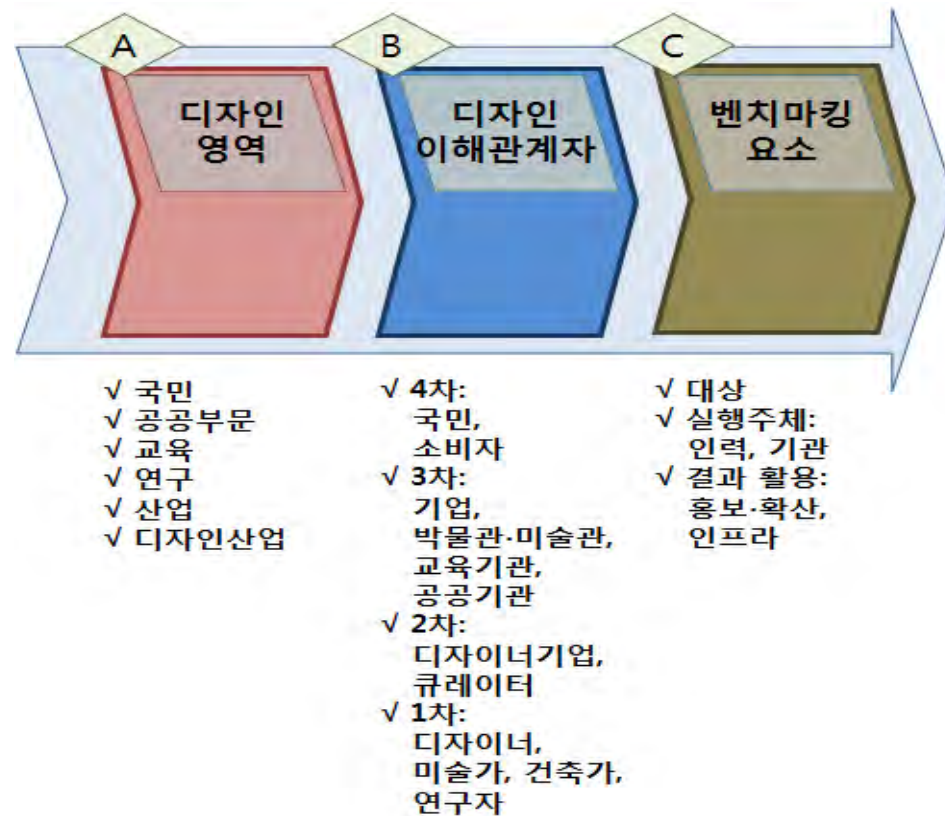 A
디자인
영역
B
디자인
이해관계자
C
벤치마킹
요소
√ 국민
√ 공공부문
√ 교육
√ 연구
√ 산업
√ 디자인산업
√ 4차:
국민,
소비자
√ 3차:
기업,
박물관·미술관,
교육기관,
공공기관
√ 2차:
디자이너기업,
큐레이터
√ 1차:
디자이너,
미술가, 건축가,
연구자
√ 대상
√ 실행주체:
인력, 기관
√ 결과 활용:
홍보·확산,
인프라